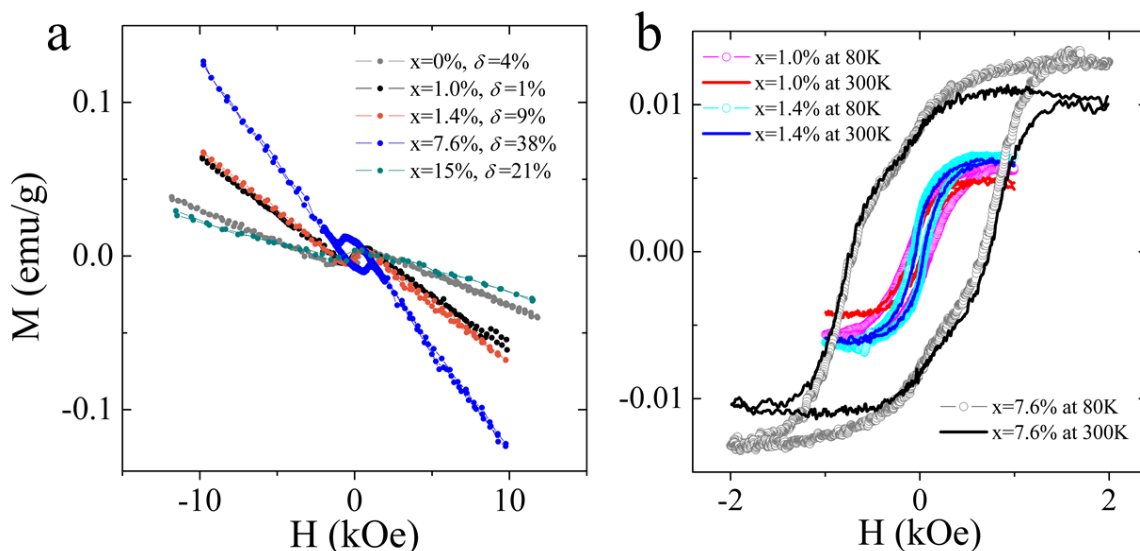 a
x=0%, δ=4%
x=1.0%, δ=1%
x=1.4%, δ=9%
x=7.6%, δ=38%
x=15%, δ=21%
0.1
0.0
-0.1
M (emu/g)
-10
0
10
H (kOe)
b
x=1.0% at 80K
x=1.0% at 300K
x=1.4% at 80K
x=1.4% at 300K
x=7.6% at 80K
x=7.6% at 300K
0.01
0.00
-0.01
-2
0
2
H (kOe)